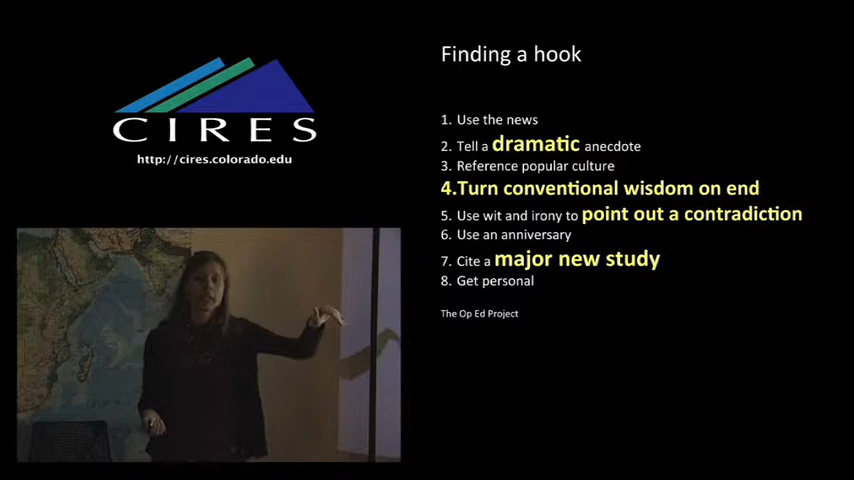 CIRES
http://cires.colorado.edu
Finding a hook
1. Use the news
2. Tell a dramatic anecdote
3. Reference popular culture
4.Turn conventional wisdom on end
5. Use wit and irony to point out a contradiction
6. Use an anniversary
7. Cite a major new study
8. Get personal
The Op Ed Project